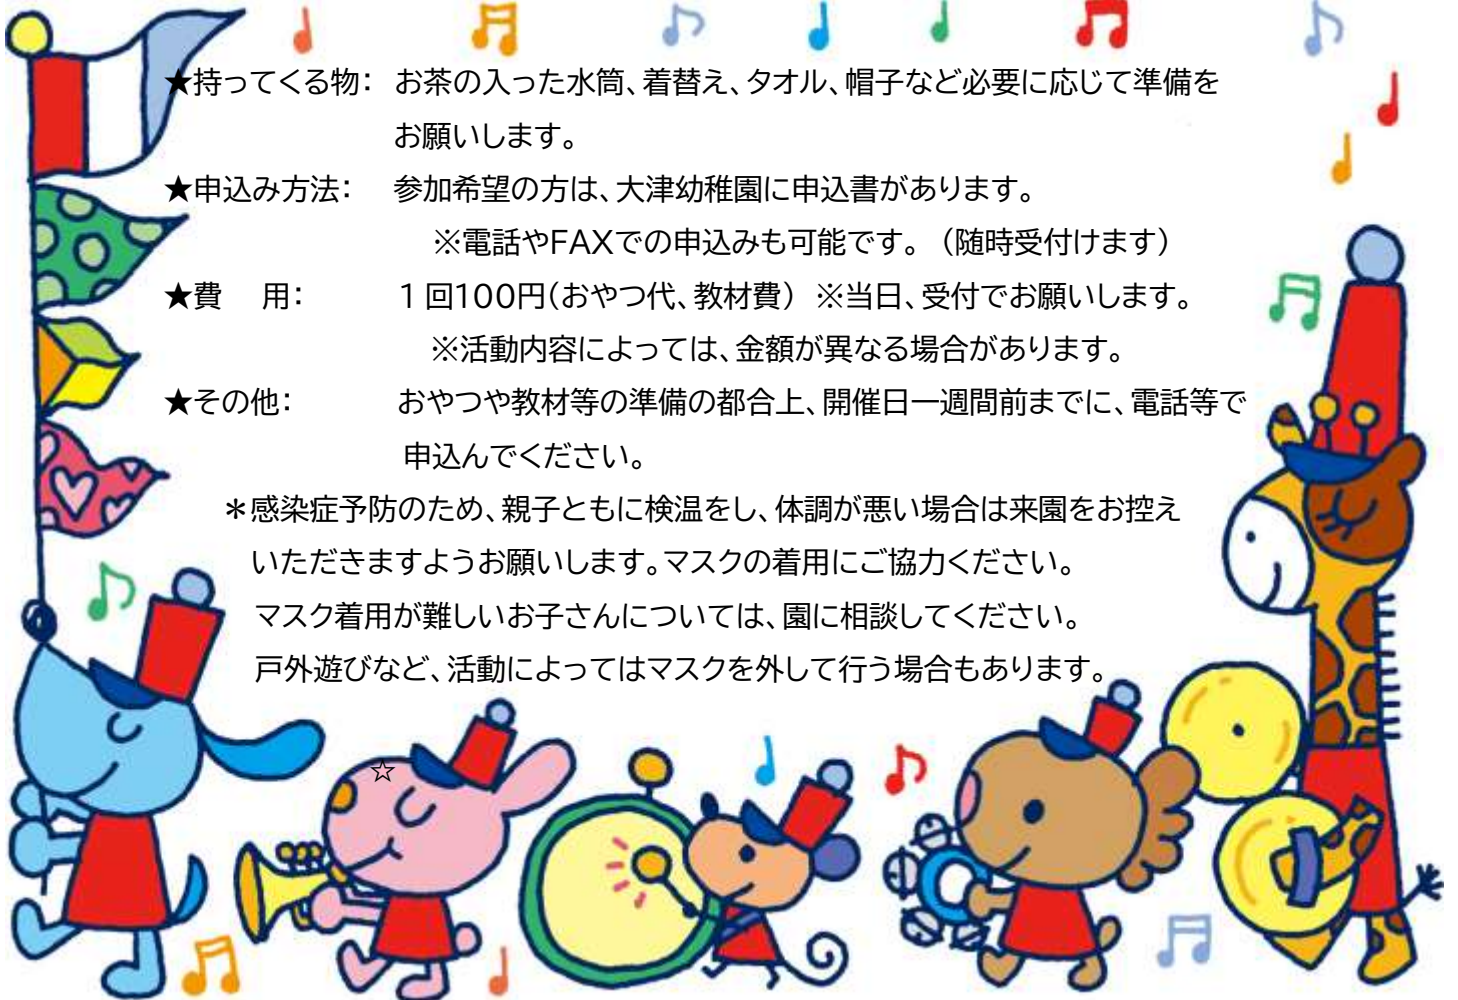 ★持ってくる物： お茶の入った水筒、着替え、タオル、帽子など必要に応じて準備を
お願いします。
★申込み方法： 参加希望の方は、大津幼稚園に申込書があります。
※電話やFAXでの申込みも可能です。（随時受付けます）
★費　用： １回100円（おやつ代、教材費） ※当日、受付でお願いします。
※活動内容によっては、金額が異なる場合があります。
★その他： おやつや教材等の準備の都合上、開催日一週間前までに、電話等で
申込んでください。
＊感染症予防のため、親子ともに検温をし、体調が悪い場合は来園をお控え
いただきますようお願いします。マスクの着用にご協力ください。
マスク着用が難しいお子さんについては、園に相談してください。
戸外遊びなど、活動によってはマスクを外して行う場合もあります。
☆